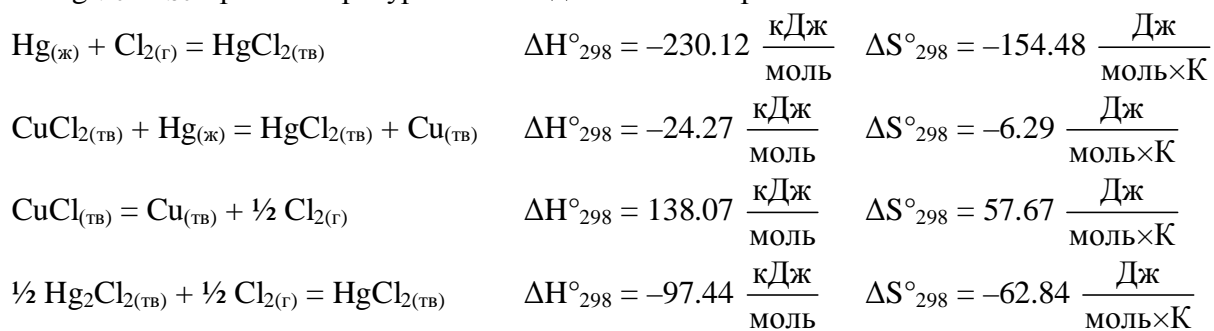 Hg(ж) + Cl2(г) = HgCl2(тв) ΔH°298 = –230.12 кДж/моль ΔS°298 = –154.48 Дж/моль×К
CuCl2(тв) + Hg(ж) = HgCl2(тв) + Cu(тв) ΔH°298 = –24.27 кДж/моль ΔS°298 = –6.29 Дж/моль×К
CuCl(тв) = Cu(тв) + ½ Cl2(г) ΔH°298 = 138.07 кДж/моль ΔS°298 = 57.67 Дж/моль×К
½ Hg2Cl2(тв) + ½ Cl2(г) = HgCl2(тв) ΔH°298 = –97.44 кДж/моль ΔS°298 = –62.84 Дж/моль×К